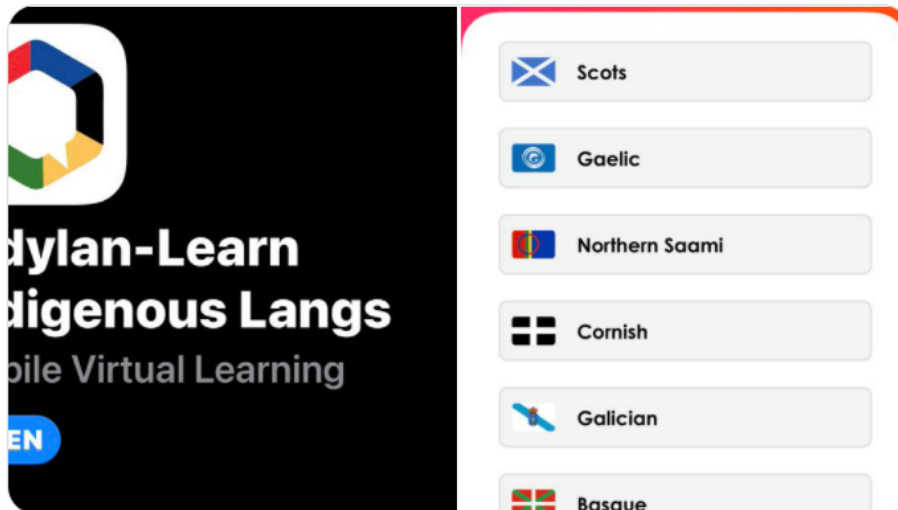 dylan-Learn
digenous Langs
bile Virtual Learning
EN
Scots
Gaelic
Northern Saami
Cornish
Galician
Basque